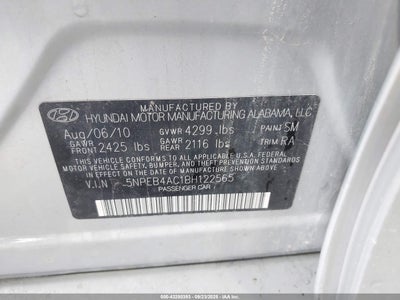 MANUFACTURED BY
HYUNDAI MOTOR MANUFACTURING ALABAMA, LLC
Aug/06/10 GVWR 4299 lbs PAINT SM
GAWR FRONT 2425 lbs GAWR REAR 2116 lbs TRIM RA
THIS VEHICLE CONFORMS TO ALL APPLICABLE U.S. FEDERAL
MOTOR VEHICLE SAFETY, BUMPER, AND THEFT PREVENTION STANDARDS
IN EFFECT ON THE DATE OF MANUFACTURE SHOWN ABOVE.
V.I.N 5NPEB4AC1BH122565
PASSENGER CAR